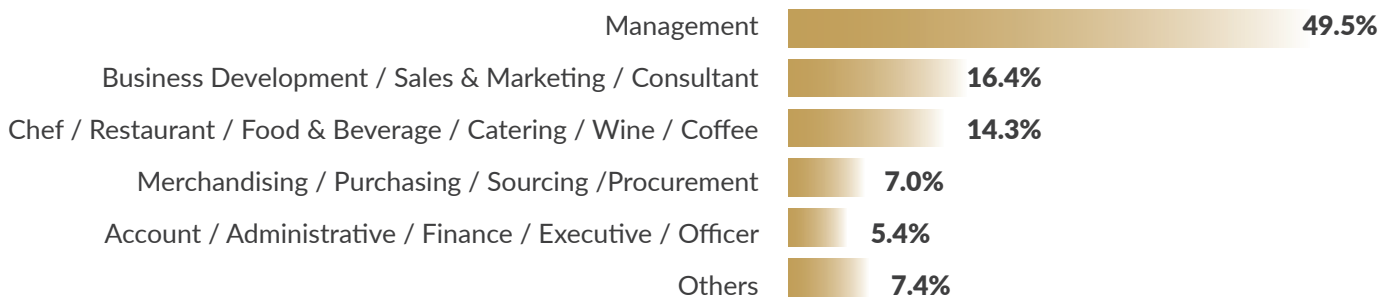 Management 49.5%
Business Development / Sales & Marketing / Consultant 16.4%
Chef / Restaurant / Food & Beverage / Catering / Wine / Coffee 14.3%
Merchandising / Purchasing / Sourcing /Procurement 7.0%
Account / Administrative / Finance / Executive / Officer 5.4%
Others 7.4%